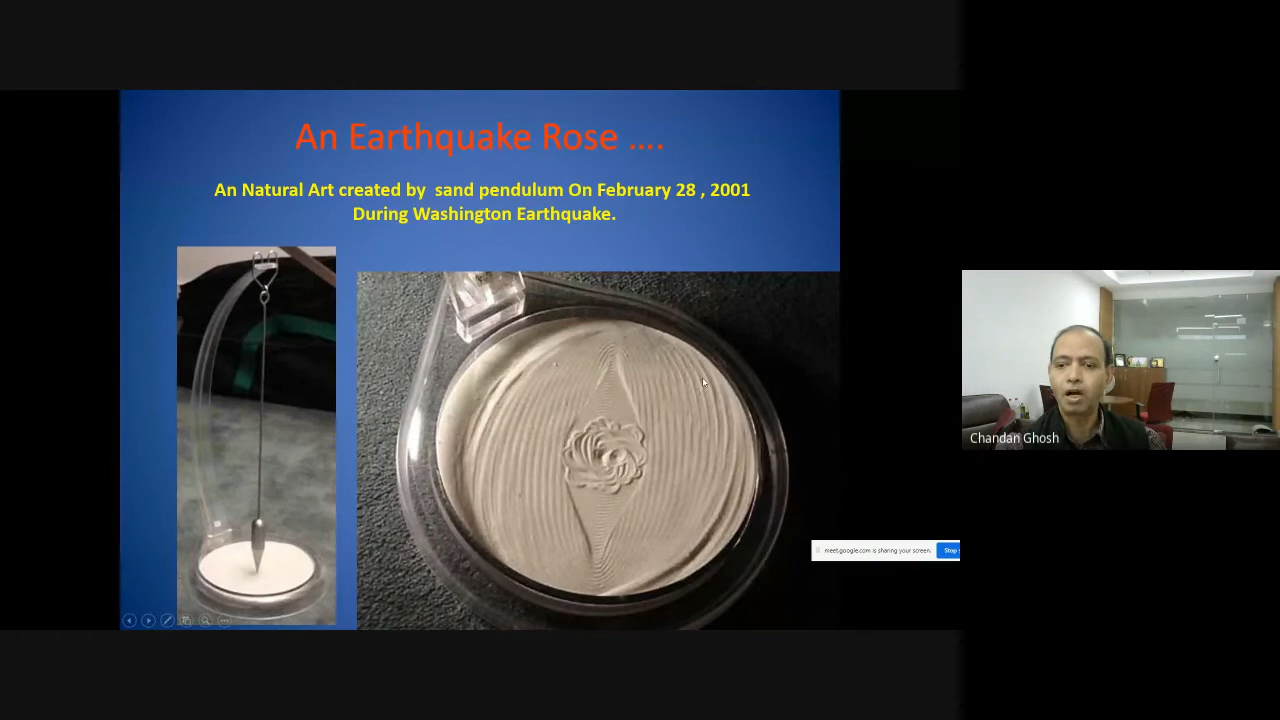 An Earthquake Rose ....
An Natural Art created by sand pendulum On February 28 , 2001
During Washington Earthquake.
Chandan Ghosh
meet.google.com is sharing your screen.
Stop